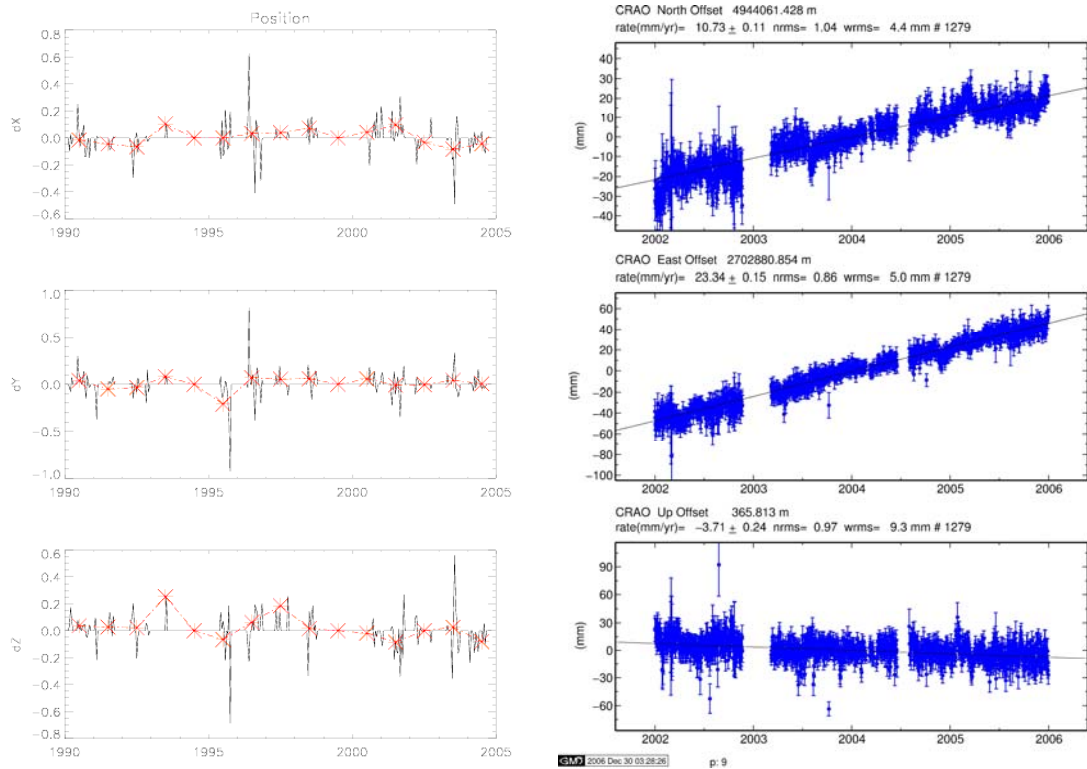 Position
dX
0.8
0.6
0.4
0.2
0.0
−0.2
−0.4
−0.6
1990 1995 2000 2005
dY
1.0
0.5
0.0
−0.5
−1.0
1990 1995 2000 2005
dZ
0.6
0.4
0.2
0.0
−0.2
−0.4
−0.6
−0.8
1990 1995 2000 2005
CRAO North Offset 4944061.428 m
rate(mm/yr)= 10.73 ± 0.11 nrms= 1.04 wrms= 4.4 mm # 1279
(mm)
40
30
20
10
0
−10
−20
−30
−40
2002 2003 2004 2005 2006
CRAO East Offset 2702880.854 m
rate(mm/yr)= 23.34 ± 0.15 nrms= 0.86 wrms= 5.0 mm # 1279
(mm)
60
40
20
0
−20
−40
−60
−80
−100
2002 2003 2004 2005 2006
CRAO Up Offset 365.813 m
rate(mm/yr)= −3.71 ± 0.24 nrms= 0.97 wrms= 9.3 mm # 1279
(mm)
90
60
30
0
−30
−60
2002 2003 2004 2005 2006
GMD 2006 Dec 30 03:28:26
p: 9